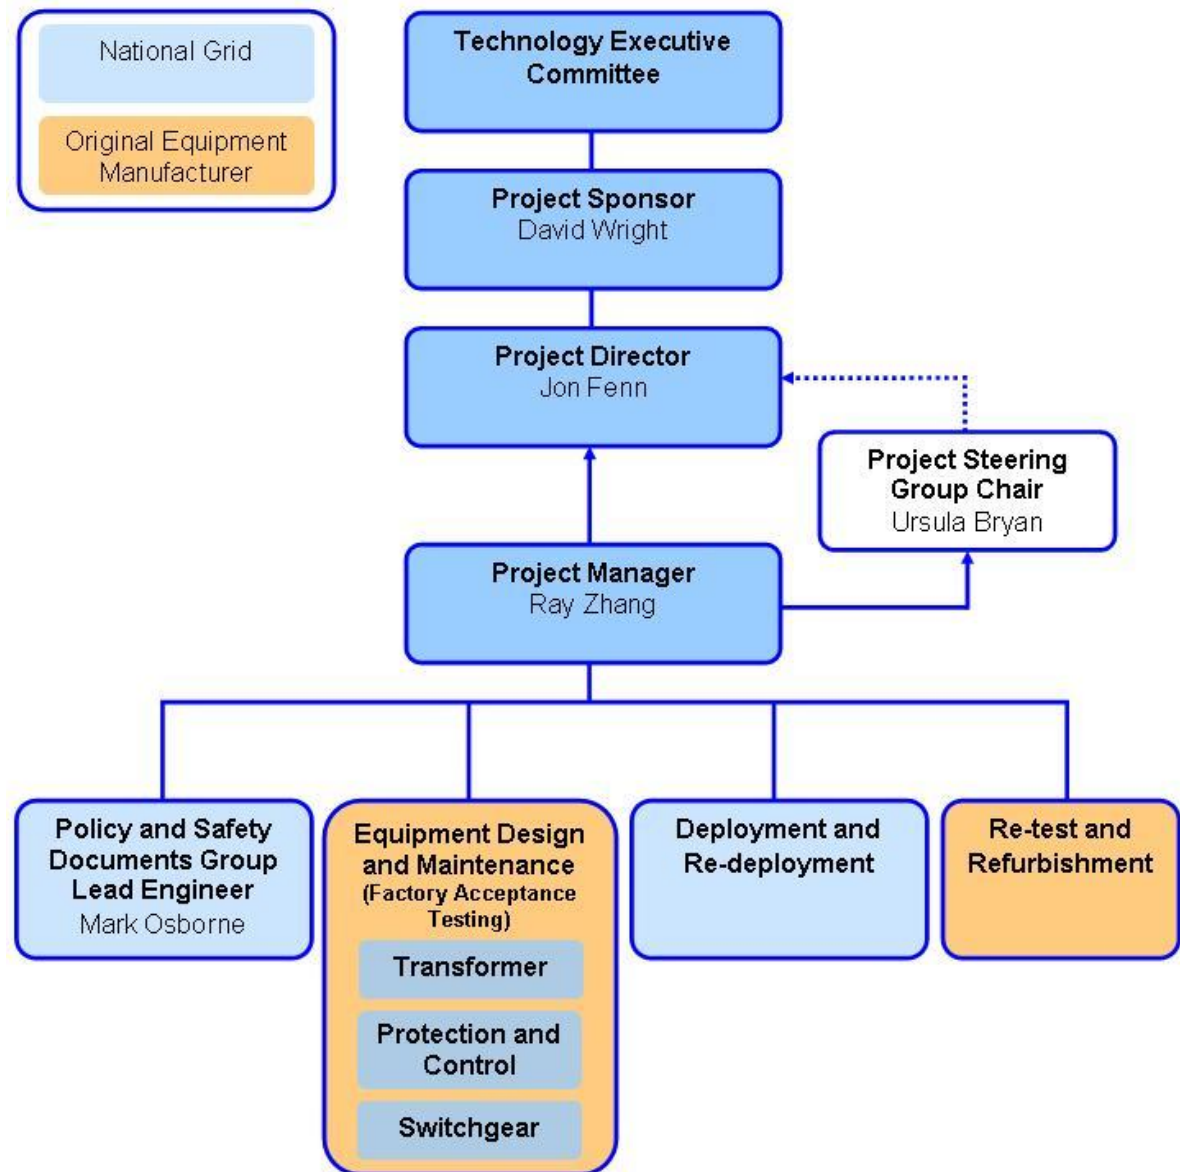 National Grid
Original Equipment
Manufacturer
Technology Executive
Committee
Project Sponsor
David Wright
Project Director
Jon Fenn
Project Steering
Group Chair
Ursula Bryan
Project Manager
Ray Zhang
Policy and Safety
Documents Group
Lead Engineer
Mark Osborne
Equipment Design
and Maintenance
(Factory Acceptance
Testing)
Transformer
Protection and
Control
Switchgear
Deployment and
Re-deployment
Re-test and
Refurbishment